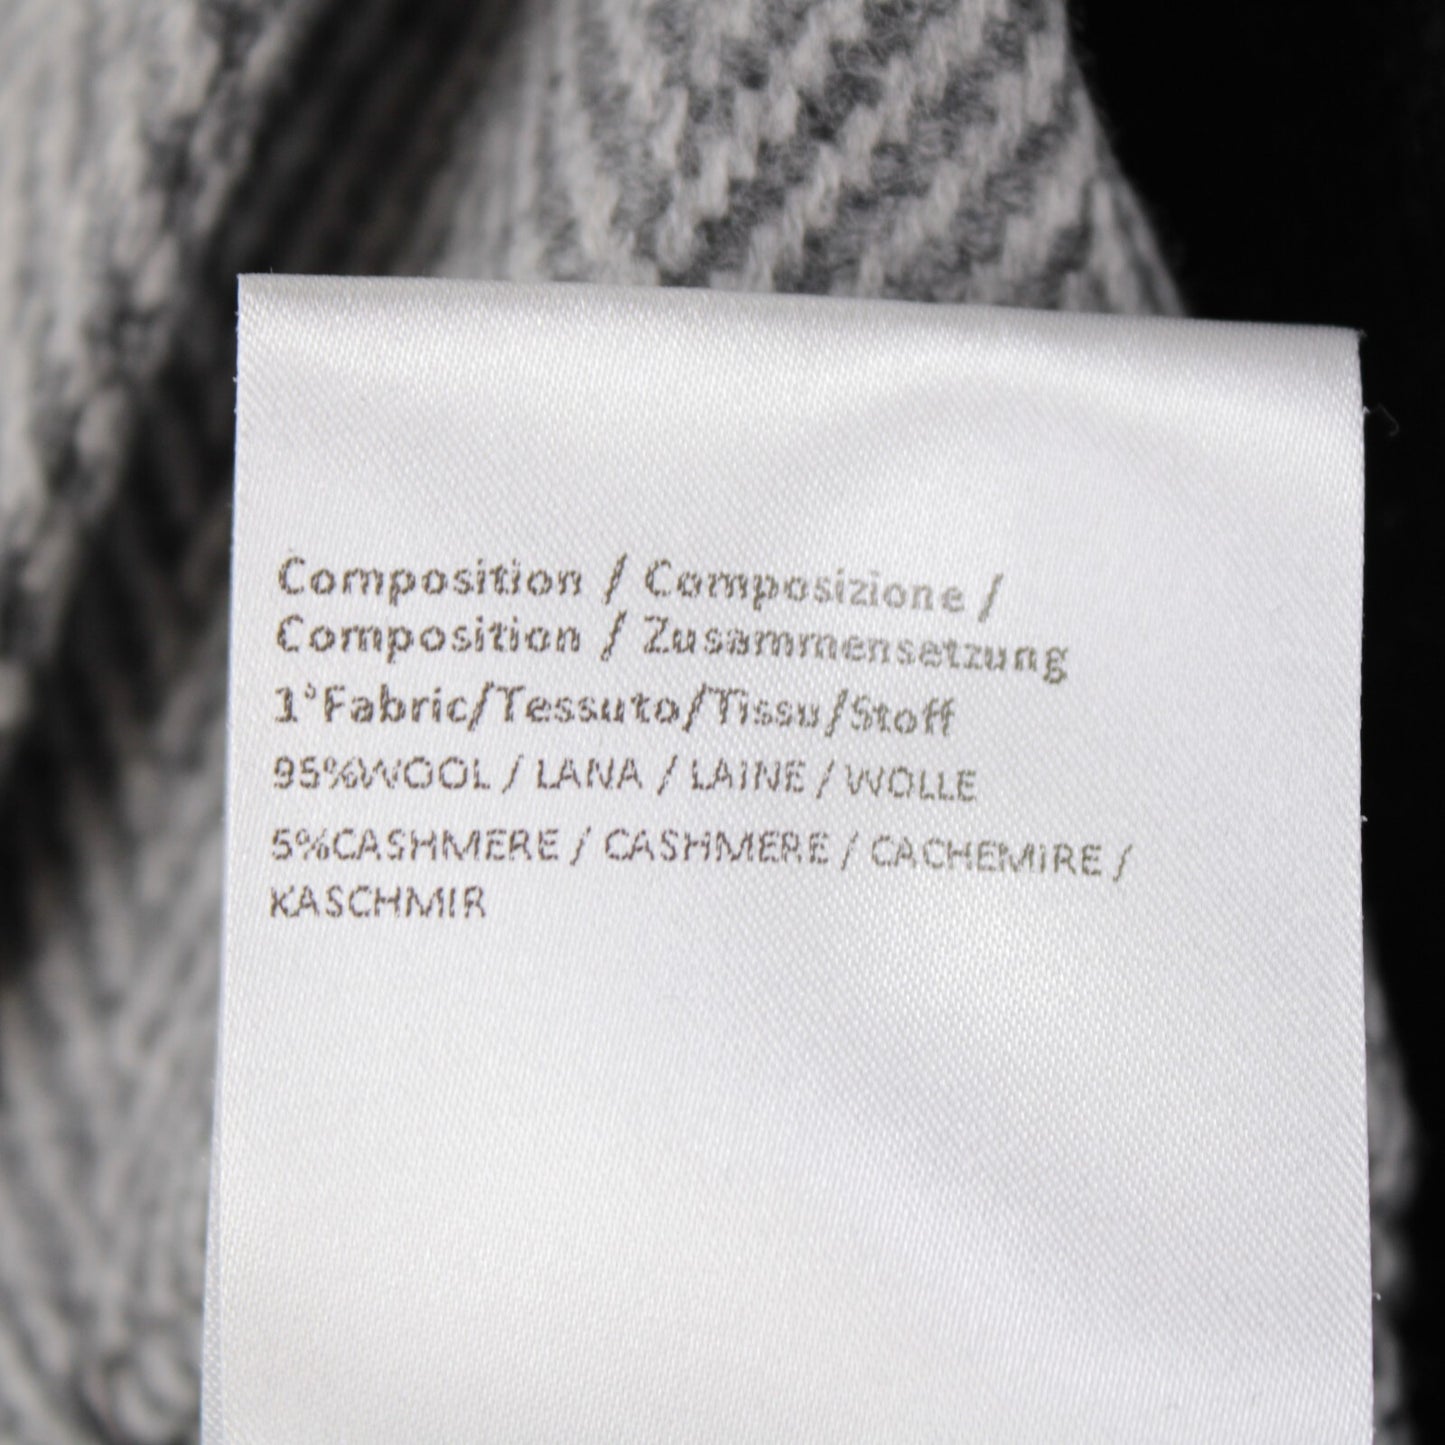 Composition / Composizione /
Composition / Zusammensetzung
1°Fabric/Tessuto/Tissu/Stoff
95%WOOL / LANA / LAINE / WOLLE
5%CASHMERE / CASHMERE / CACHEMIRE /
KASCHMIR